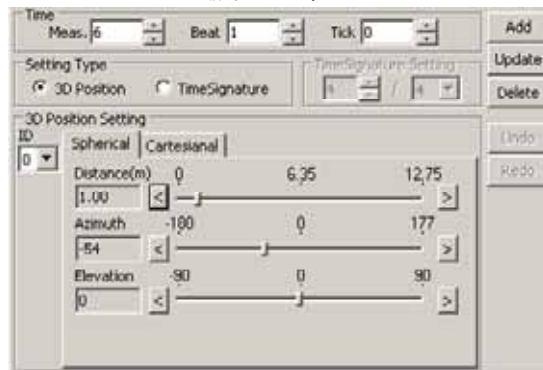 Time
Meas. 6 Beat 1 Tick 0
Add
Setting Type
TimeSignature Setting
Update
3D Position TimeSignature
4 / 4
Delete
3D Position Setting
ID
0
Spherical Cartesianal
Undo
Redo
Distance(m) 0 6,35 12,75
1.00 < >
Azimuth -180 0 177
-54 < >
Elevation -90 0 90
0 < >